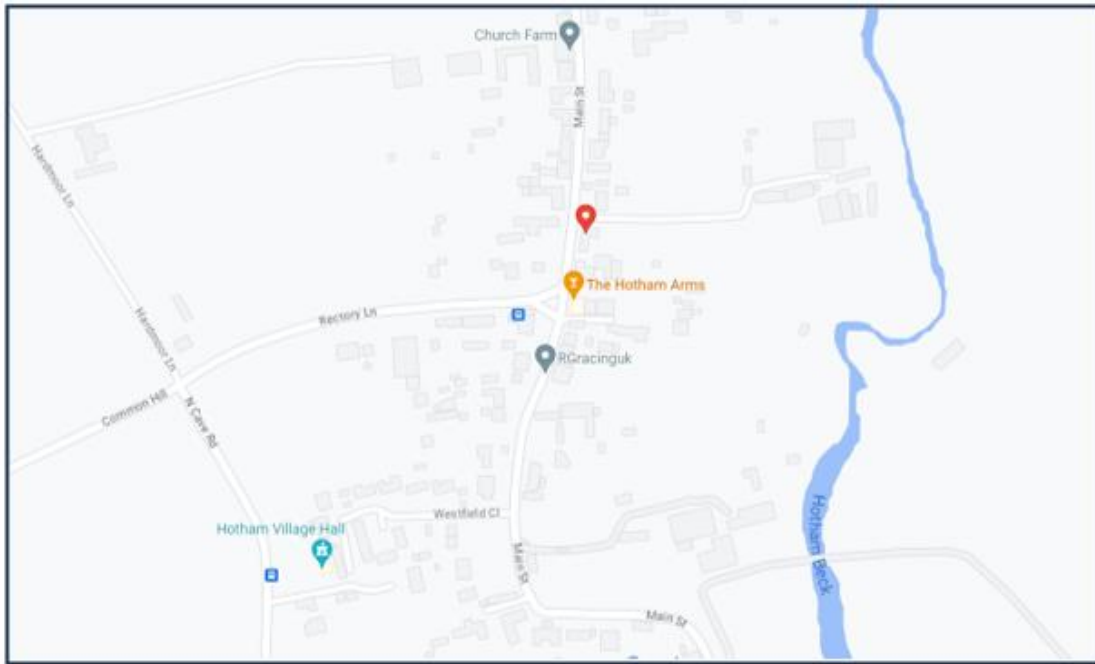 Church Farm
Main St
Hardmoor Ln
The Hotham Arms
Rectory Ln
Hardmoor Ln
RGracinguk
Common Hill
N Cave Rd
Westfield Cl
Hotham Village Hall
Hotham Beck
Main St
Main St